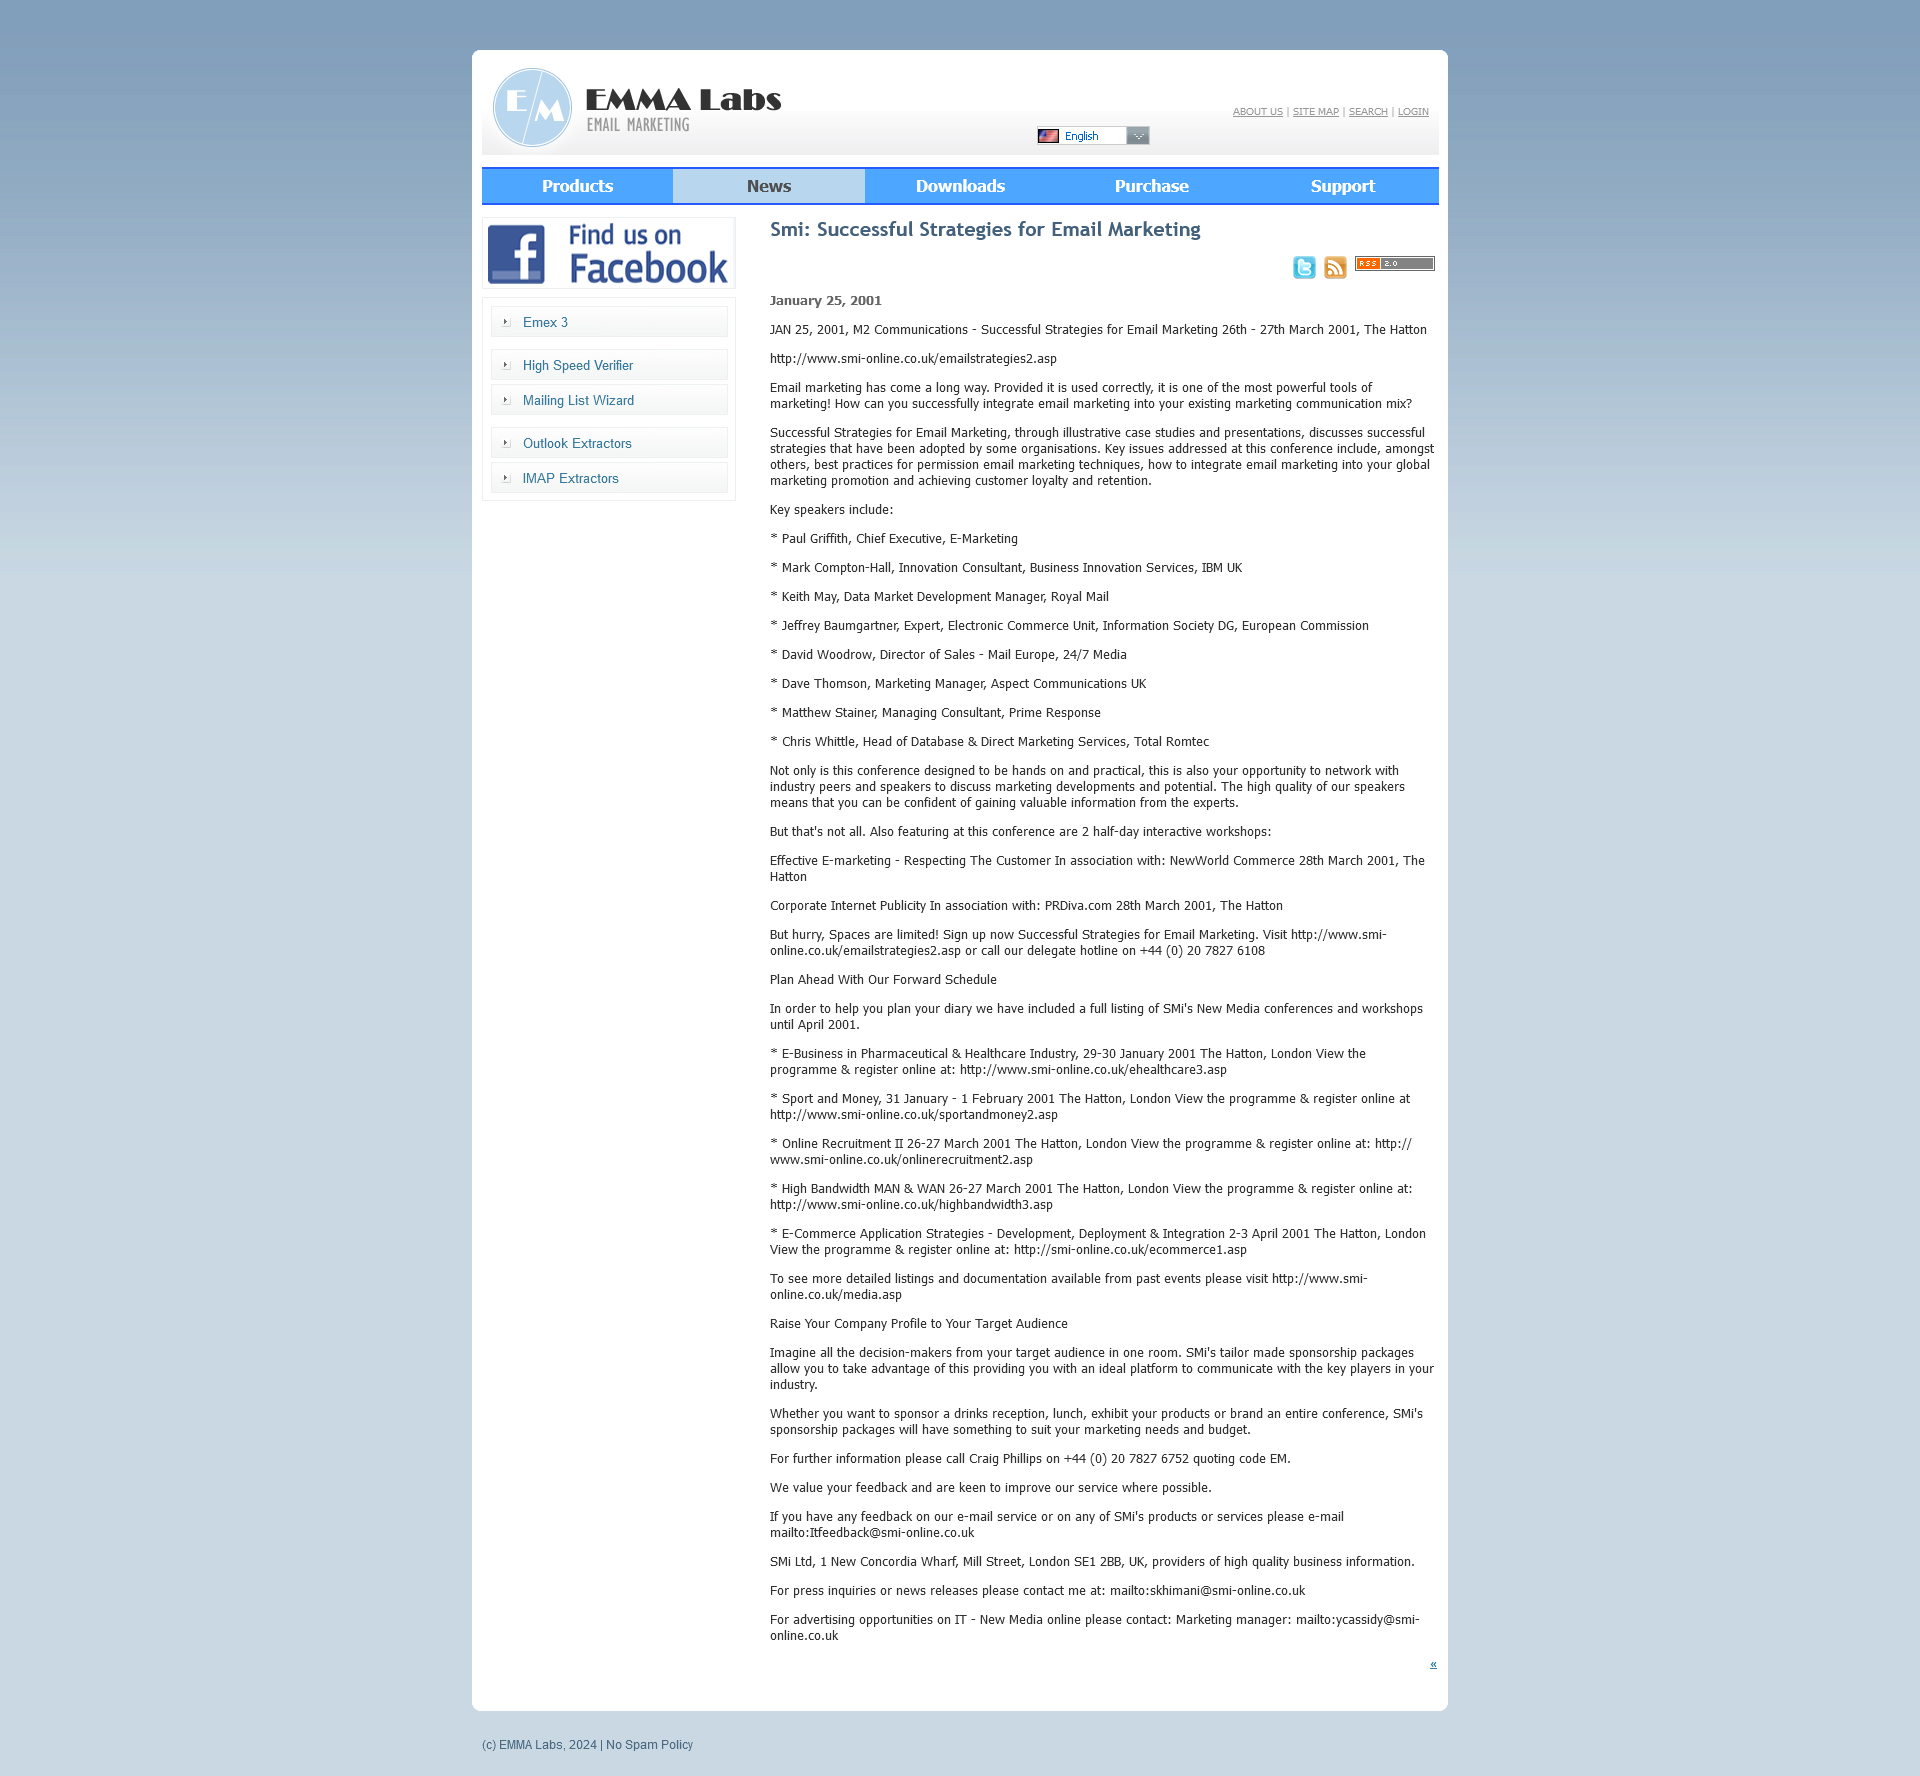 EM EMMA Labs
EMAIL MARKETING
ABOUT US | SITE MAP | SEARCH | LOGIN
English
Products News Downloads Purchase Support
Find us on
Facebook
Emex 3
High Speed Verifier
Mailing List Wizard
Outlook Extractors
IMAP Extractors
Smi: Successful Strategies for Email Marketing
RSS 2.0
January 25, 2001
JAN 25, 2001, M2 Communications - Successful Strategies for Email Marketing 26th - 27th March 2001, The Hatton
http://www.smi-online.co.uk/emailstrategies2.asp
Email marketing has come a long way. Provided it is used correctly, it is one of the most powerful tools of
marketing! How can you successfully integrate email marketing into your existing marketing communication mix?
Successful Strategies for Email Marketing, through illustrative case studies and presentations, discusses successful
strategies that have been adopted by some organisations. Key issues addressed at this conference include, amongst
others, best practices for permission email marketing techniques, how to integrate email marketing into your global
marketing promotion and achieving customer loyalty and retention.
Key speakers include:
* Paul Griffith, Chief Executive, E-Marketing
* Mark Compton-Hall, Innovation Consultant, Business Innovation Services, IBM UK
* Keith May, Data Market Development Manager, Royal Mail
* Jeffrey Baumgartner, Expert, Electronic Commerce Unit, Information Society DG, European Commission
* David Woodrow, Director of Sales - Mail Europe, 24/7 Media
* Dave Thomson, Marketing Manager, Aspect Communications UK
* Matthew Stainer, Managing Consultant, Prime Response
* Chris Whittle, Head of Database & Direct Marketing Services, Total Romtec
Not only is this conference designed to be hands on and practical, this is also your opportunity to network with
industry peers and speakers to discuss marketing developments and potential. The high quality of our speakers
means that you can be confident of gaining valuable information from the experts.
But that's not all. Also featuring at this conference are 2 half-day interactive workshops:
Effective E-marketing - Respecting The Customer In association with: NewWorld Commerce 28th March 2001, The
Hatton
Corporate Internet Publicity In association with: PRDiva.com 28th March 2001, The Hatton
But hurry, Spaces are limited! Sign up now Successful Strategies for Email Marketing. Visit http://www.smi-
online.co.uk/emailstrategies2.asp or call our delegate hotline on +44 (0) 20 7827 6108
Plan Ahead With Our Forward Schedule
In order to help you plan your diary we have included a full listing of SMi's New Media conferences and workshops
until April 2001.
* E-Business in Pharmaceutical & Healthcare Industry, 29-30 January 2001 The Hatton, London View the
programme & register online at: http://www.smi-online.co.uk/ehealthcare3.asp
* Sport and Money, 31 January - 1 February 2001 The Hatton, London View the programme & register online at
http://www.smi-online.co.uk/sportandmoney2.asp
* Online Recruitment II 26-27 March 2001 The Hatton, London View the programme & register online at: http://
www.smi-online.co.uk/onlinerecruitment2.asp
* High Bandwidth MAN & WAN 26-27 March 2001 The Hatton, London View the programme & register online at:
http://www.smi-online.co.uk/highbandwidth3.asp
* E-Commerce Application Strategies - Development, Deployment & Integration 2-3 April 2001 The Hatton, London
View the programme & register online at: http://smi-online.co.uk/ecommerce1.asp
To see more detailed listings and documentation available from past events please visit http://www.smi-
online.co.uk/media.asp
Raise Your Company Profile to Your Target Audience
Imagine all the decision-makers from your target audience in one room. SMi's tailor made sponsorship packages
allow you to take advantage of this providing you with an ideal platform to communicate with the key players in your
industry.
Whether you want to sponsor a drinks reception, lunch, exhibit your products or brand an entire conference, SMi's
sponsorship packages will have something to suit your marketing needs and budget.
For further information please call Craig Phillips on +44 (0) 20 7827 6752 quoting code EM.
We value your feedback and are keen to improve our service where possible.
If you have any feedback on our e-mail service or on any of SMi's products or services please e-mail
mailto:Itfeedback@smi-online.co.uk
SMi Ltd, 1 New Concordia Wharf, Mill Street, London SE1 2BB, UK, providers of high quality business information.
For press inquiries or news releases please contact me at: mailto:skhimani@smi-online.co.uk
For advertising opportunities on IT - New Media online please contact: Marketing manager: mailto:ycassidy@smi-
online.co.uk
«
(c) EMMA Labs, 2024 | No Spam Policy